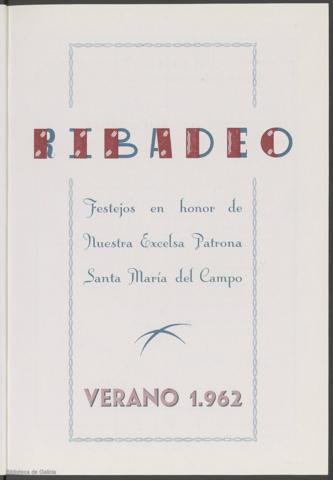 RIBADEO
Festejos en honor de
Nuestra Excelsa Patrona
Santa María del Campo
VERANO 1.962
Biblioteca de Galicia